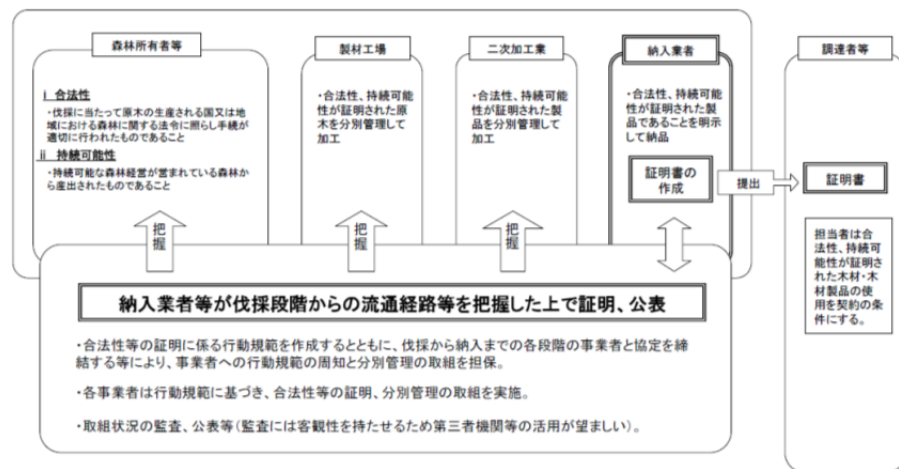 森林所有者等
ⅰ 合法性
・伐採に当たって原木の生産される国又は地
域における森林に関する法令に照らし手続が
適切に行われたものであること
ⅱ 持続可能性
・持続可能な森林経営が営まれている森林か
ら産出されたものであること
製材工場
・合法性、持続可能
性が証明された原
木を分別管理して
加工
二次加工業
・合法性、持続可能
性が証明された製
品を分別管理して
加工
納入業者
・合法性、持続可能
性が証明された製
品であることを明示
して納品
証明書の
作成
提出
調達者等
証明書
担当者は合
法性、持続可
能性が証明さ
れた木材・木
材製品の使
用を契約の条
件にする。
把握
把握
把握
納入業者等が伐採段階からの流通経路等を把握した上で証明、公表
・合法性等の証明に係る行動規範を作成するとともに、伐採から納入までの各段階の事業者と協定を締
結する等により、事業者への行動規範の周知と分別管理の取組を担保。
・各事業者は行動規範に基づき、合法性等の証明、分別管理の取組を実施。
・取組状況の監査、公表等（監査には客観性を持たせるため第三者機関等の活用が望ましい）。